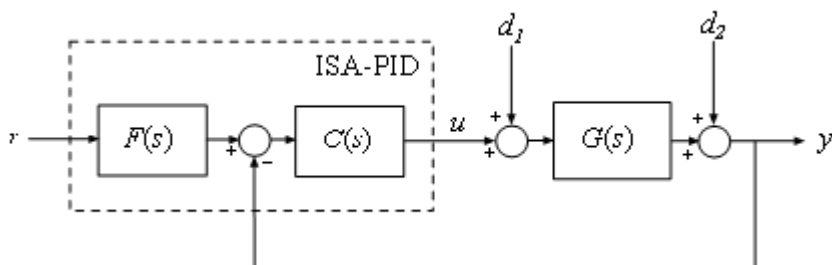 ISA-PID
d₁
d₂
r
F(s)
+
−
C(s)
u
+
+
G(s)
+
+
y